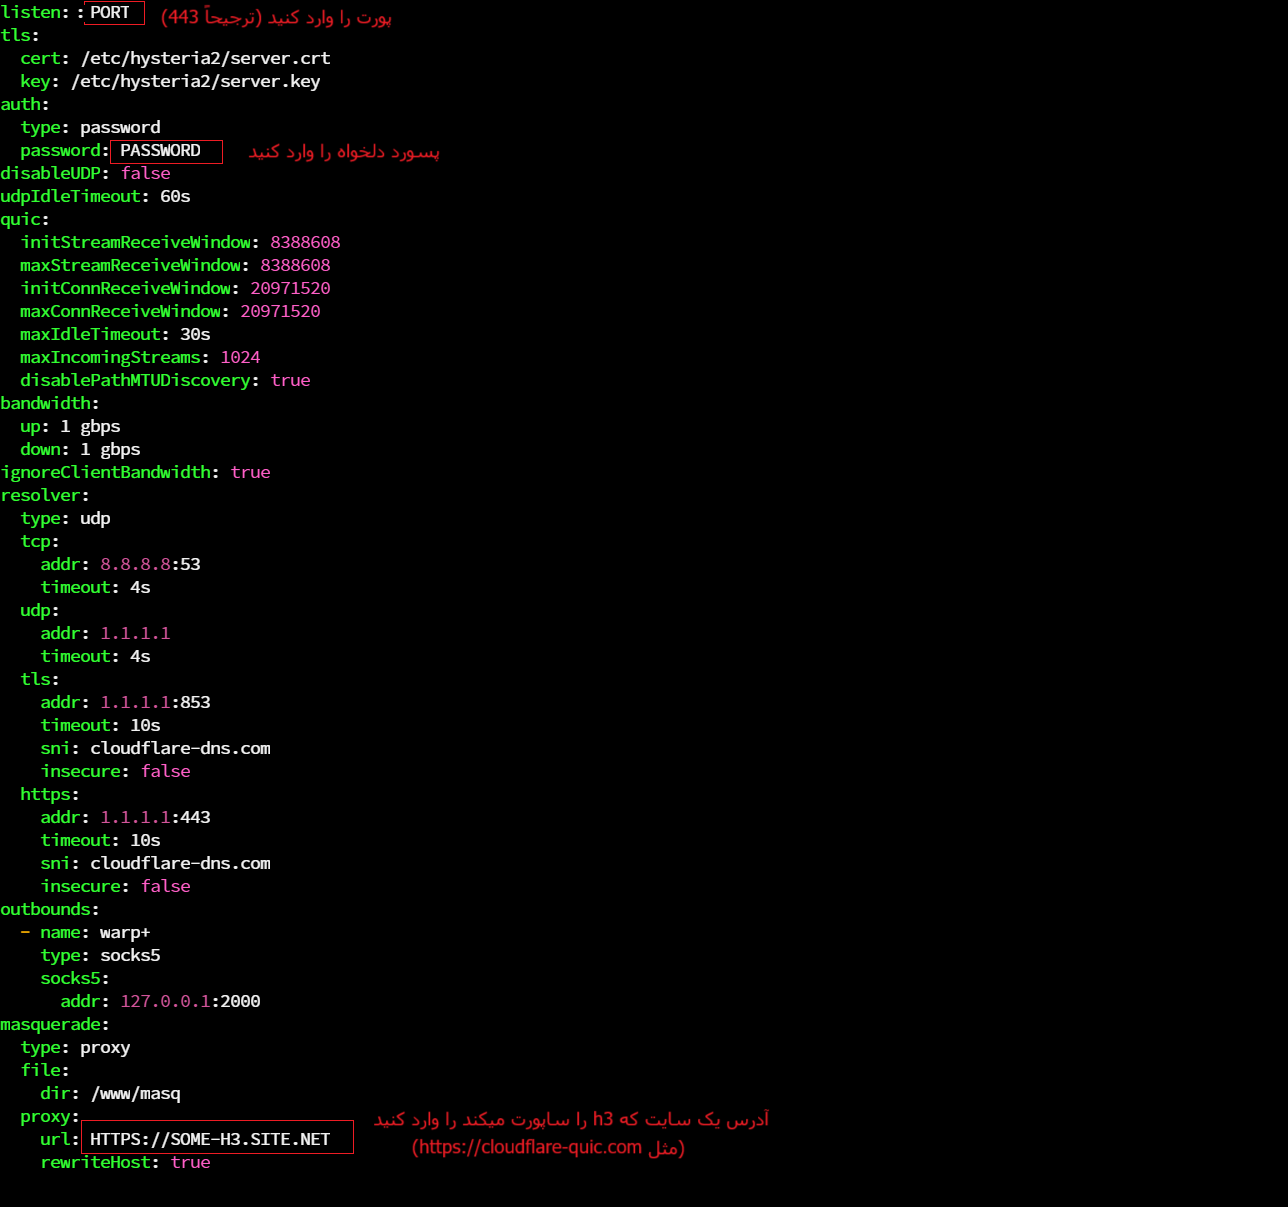 listen: :PORT پورت را وارد کنید (ترجیحاً 443)
tls:
  cert: /etc/hysteria2/server.crt
  key: /etc/hysteria2/server.key
auth:
  type: password
  password: PASSWORD پسورد دلخواه را وارد کنید
disableUDP: false
udpIdleTimeout: 60s
quic:
  initStreamReceiveWindow: 8388608
  maxStreamReceiveWindow: 8388608
  initConnReceiveWindow: 20971520
  maxConnReceiveWindow: 20971520
  maxIdleTimeout: 30s
  maxIncomingStreams: 1024
  disablePathMTUDiscovery: true
bandwidth:
  up: 1 gbps
  down: 1 gbps
ignoreClientBandwidth: true
resolver:
  type: udp
  tcp:
    addr: 8.8.8.8:53
    timeout: 4s
  udp:
    addr: 1.1.1.1
    timeout: 4s
  tls:
    addr: 1.1.1.1:853
    timeout: 10s
    sni: cloudflare-dns.com
    insecure: false
  https:
    addr: 1.1.1.1:443
    timeout: 10s
    sni: cloudflare-dns.com
    insecure: false
outbounds:
  - name: warp+
    type: socks5
    socks5:
      addr: 127.0.0.1:2000
masquerade:
  type: proxy
  file:
    dir: /www/masq
  proxy:
آدرس یک سایت که h3 را ساپورت میکند را وارد کنید
    url: HTTPS://SOME-H3.SITE.NET
(مثل https://cloudflare-quic.com)
    rewriteHost: true